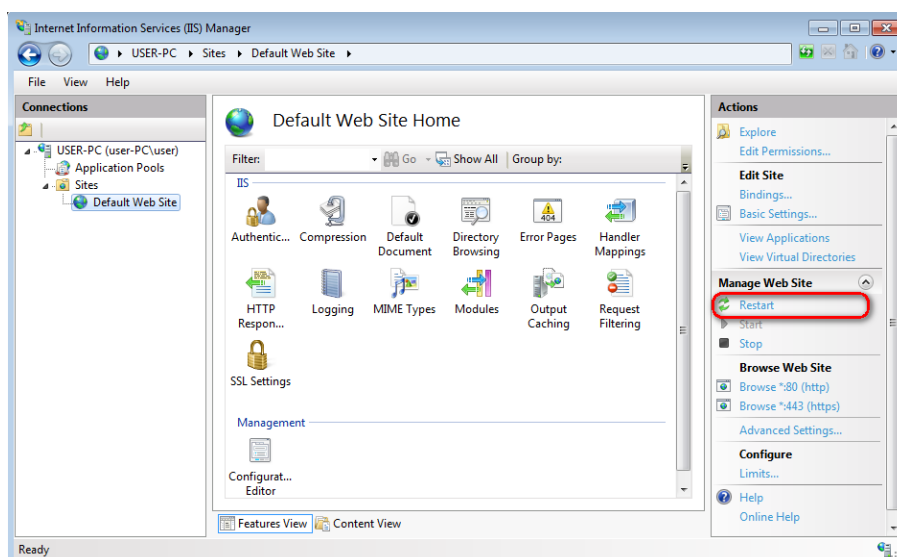 Internet Information Services (IIS) Manager
USER-PC Sites Default Web Site
File View Help
Connections
USER-PC (user-PC\user)
Application Pools
Sites
Default Web Site
Default Web Site Home
Filter: Go Show All Group by:
IIS
Authentic... Compression Default Document Directory Browsing Error Pages Handler Mappings
404
HTTP Respon... Logging MIME Types Modules Output Caching Request Filtering
SSL Settings
Management
Configurat... Editor
Features View Content View
Actions
Explore
Edit Permissions...
Edit Site
Bindings...
Basic Settings...
View Applications
View Virtual Directories
Manage Web Site
Restart
Start
Stop
Browse Web Site
Browse *:80 (http)
Browse *:443 (https)
Advanced Settings...
Configure
Limits...
Help
Online Help
Ready